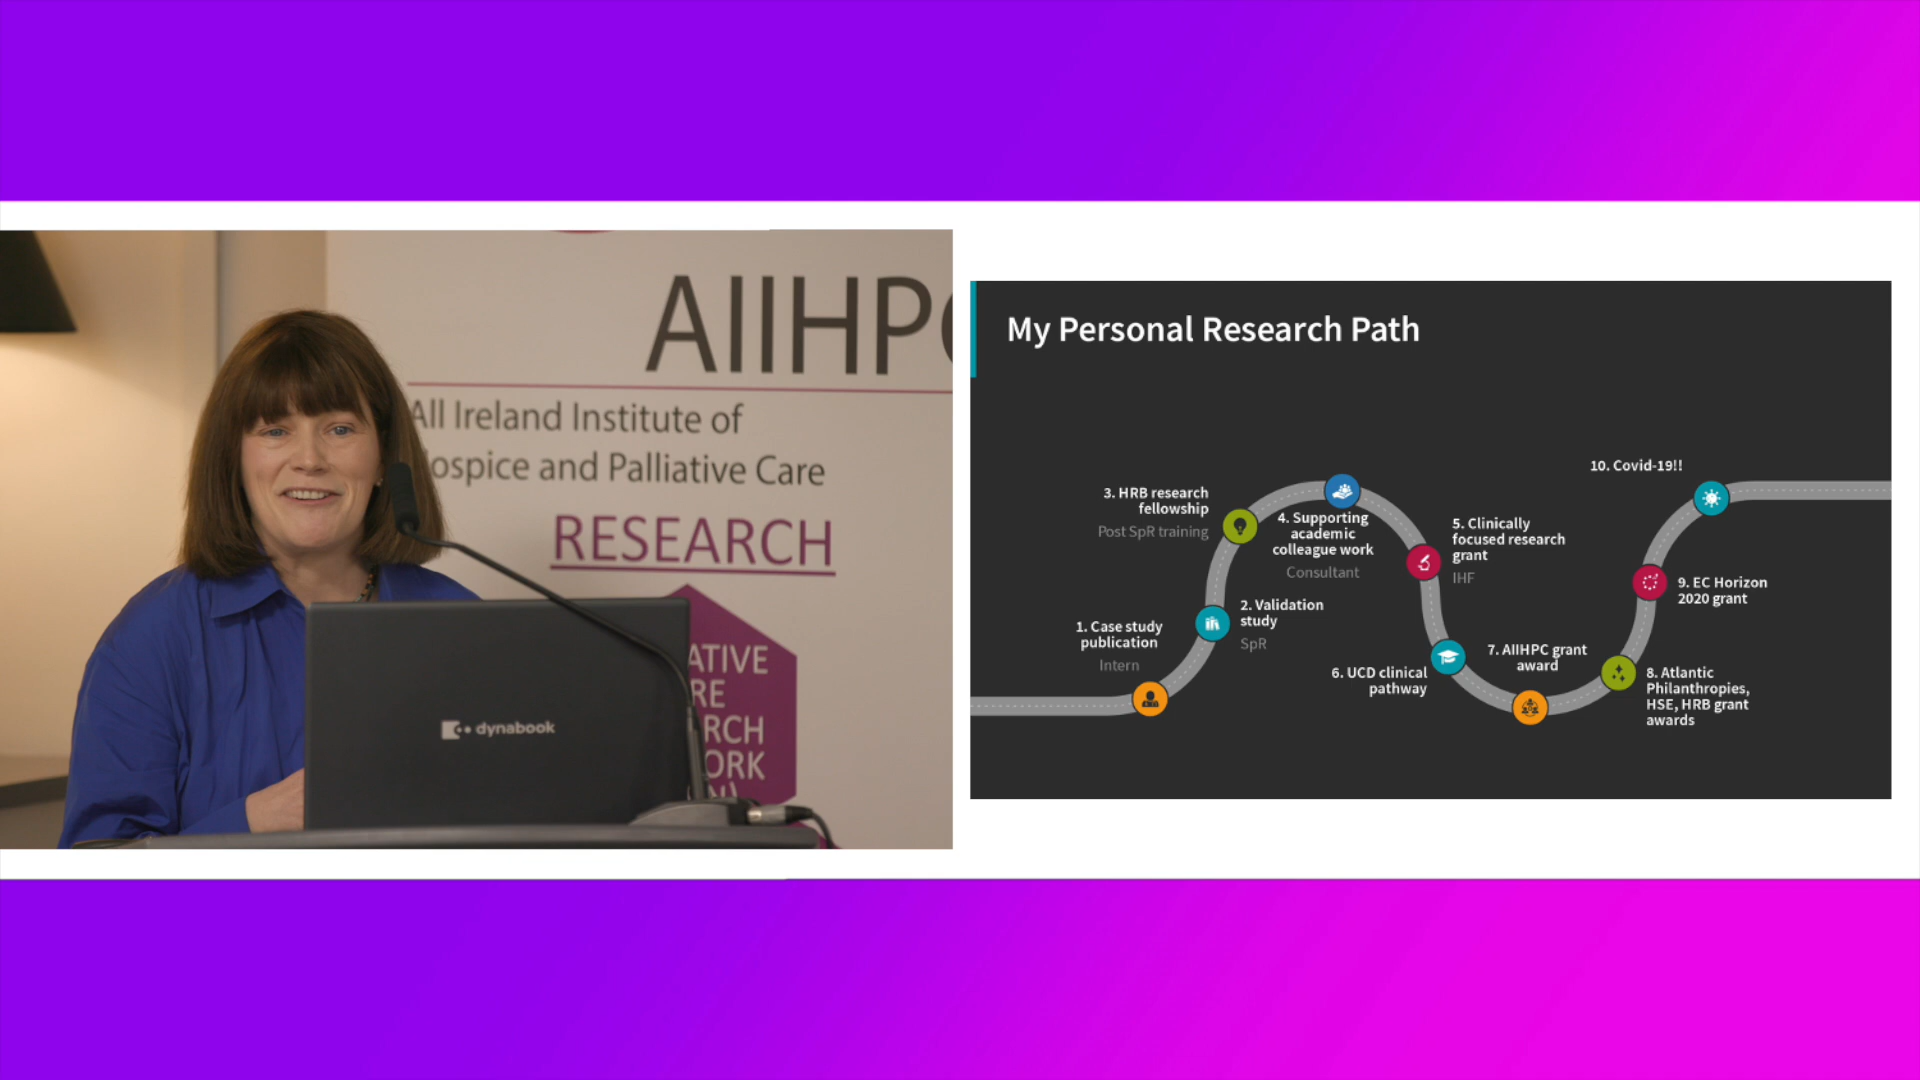 AIIHPC
All Ireland Institute of
Hospice and Palliative Care
RESEARCH
ATIVE
RE
RCH
ORK
dynabook
My Personal Research Path
1. Case study
publication
Intern
2. Validation
study
SpR
3. HRB research
fellowship
Post SpR training
4. Supporting
academic
colleague work
Consultant
5. Clinically
focused research
grant
IHF
6. UCD clinical
pathway
7. AIIHPC grant
award
8. Atlantic
Philanthropies,
HSE, HRB grant
awards
9. EC Horizon
2020 grant
10. Covid-19!!